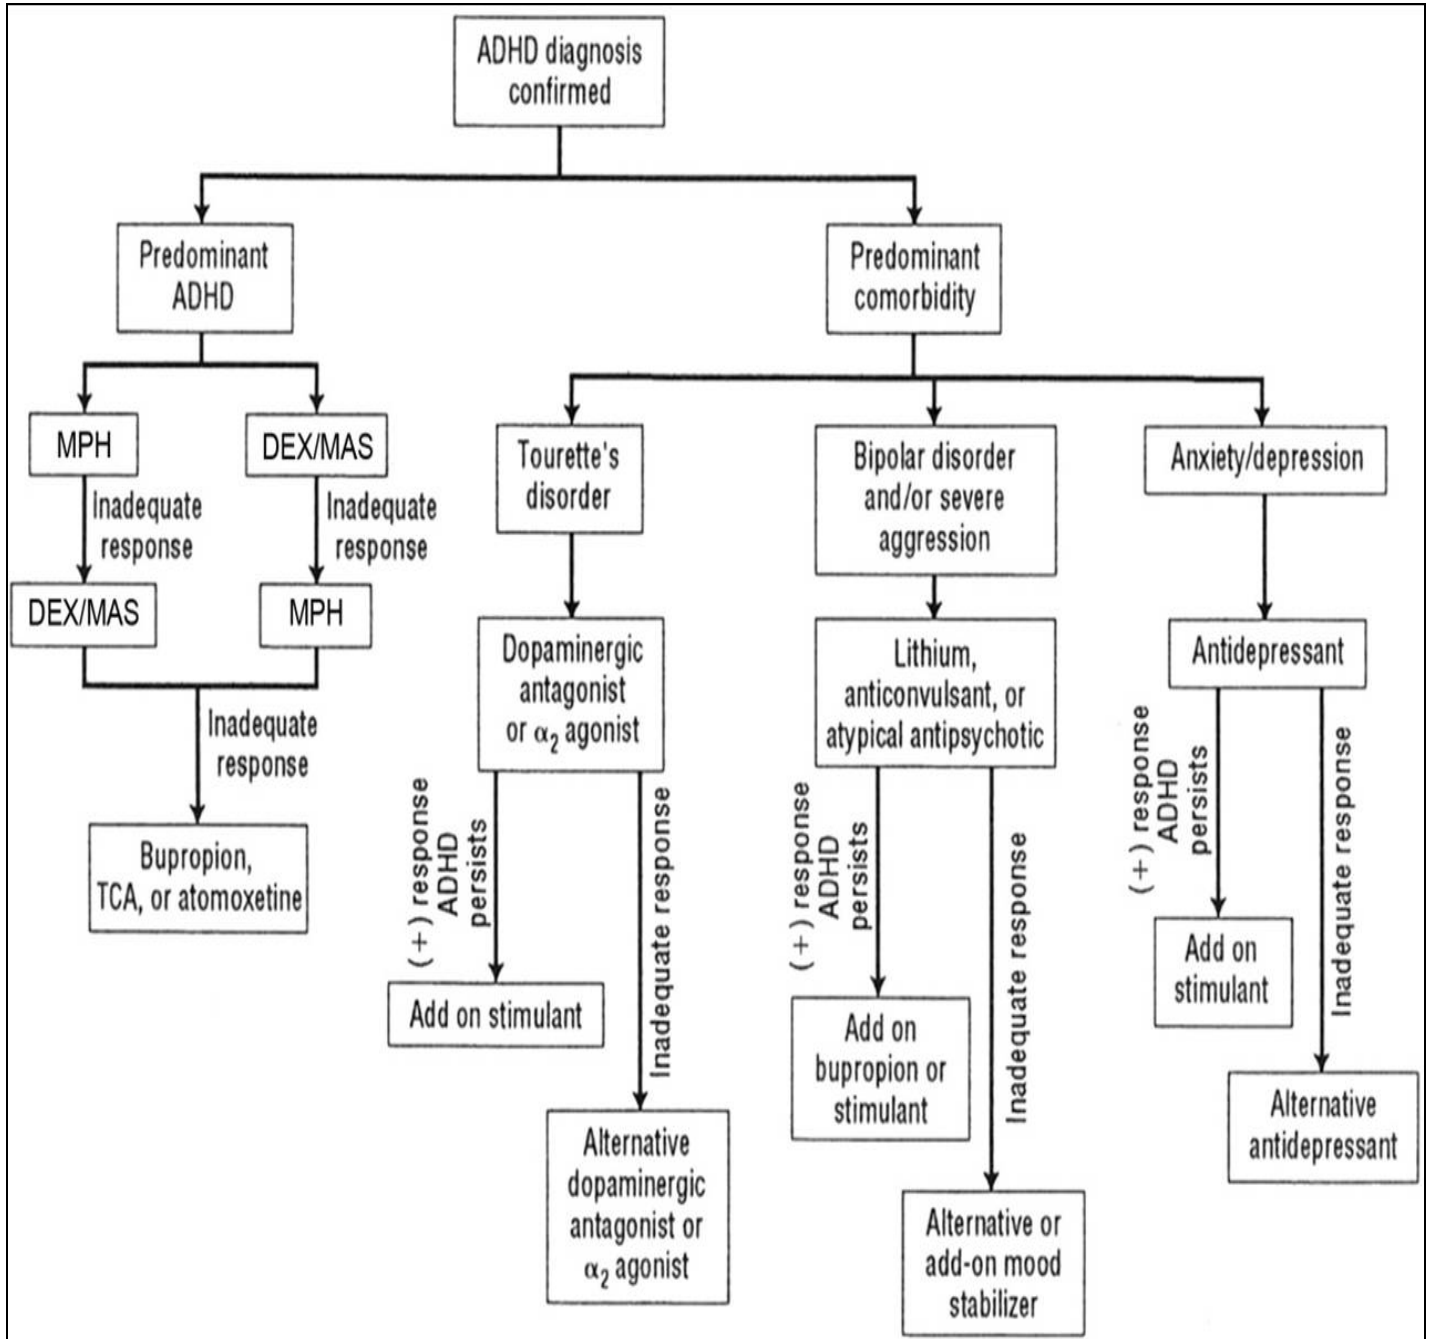 ADHD diagnosis
confirmed
Predominant
ADHD
Predominant
comorbidity
MPH
DEX/MAS
Inadequate
response
Inadequate
response
DEX/MAS
MPH
Inadequate
response
Bupropion,
TCA, or atomoxetine
Tourette's
disorder
Dopaminergic
antagonist
or α₂ agonist
(+) response
ADHD
persists
Inadequate response
Add on stimulant
Alternative
dopaminergic
antagonist or
α₂ agonist
Bipolar disorder
and/or severe
aggression
Lithium,
anticonvulsant, or
atypical antipsychotic
(+) response
ADHD
persists
Inadequate response
Add on
bupropion or
stimulant
Alternative or
add-on mood
stabilizer
Anxiety/depression
Antidepressant
(+) response
ADHD
persists
Inadequate response
Add on
stimulant
Alternative
antidepressant